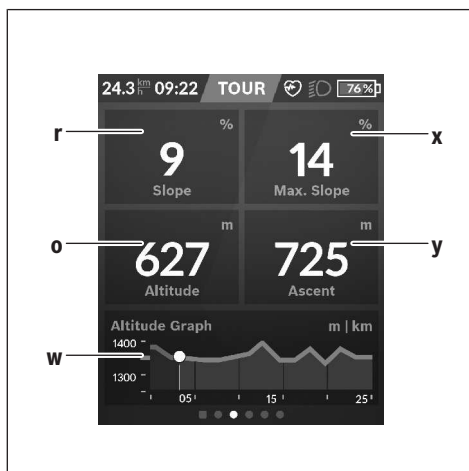 24.3 km/h 09:22 TOUR 76%
r % % x
9 14
Slope Max. Slope
o m m y
627 725
Altitude Ascent
Altitude Graph m | km
w 1400
1300
05 15 25